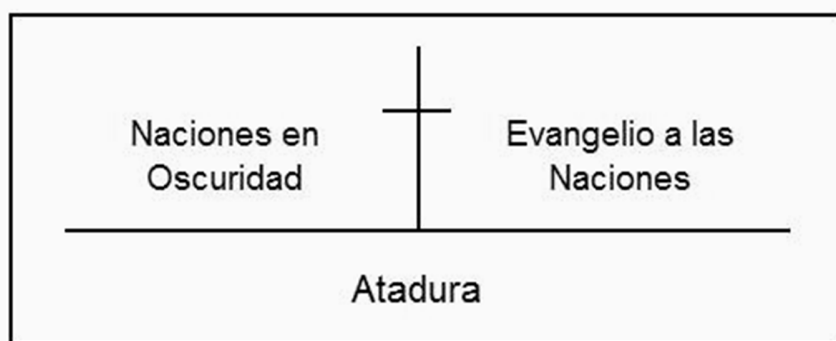 Naciones en
Oscuridad
Evangelio a las
Naciones
Atadura